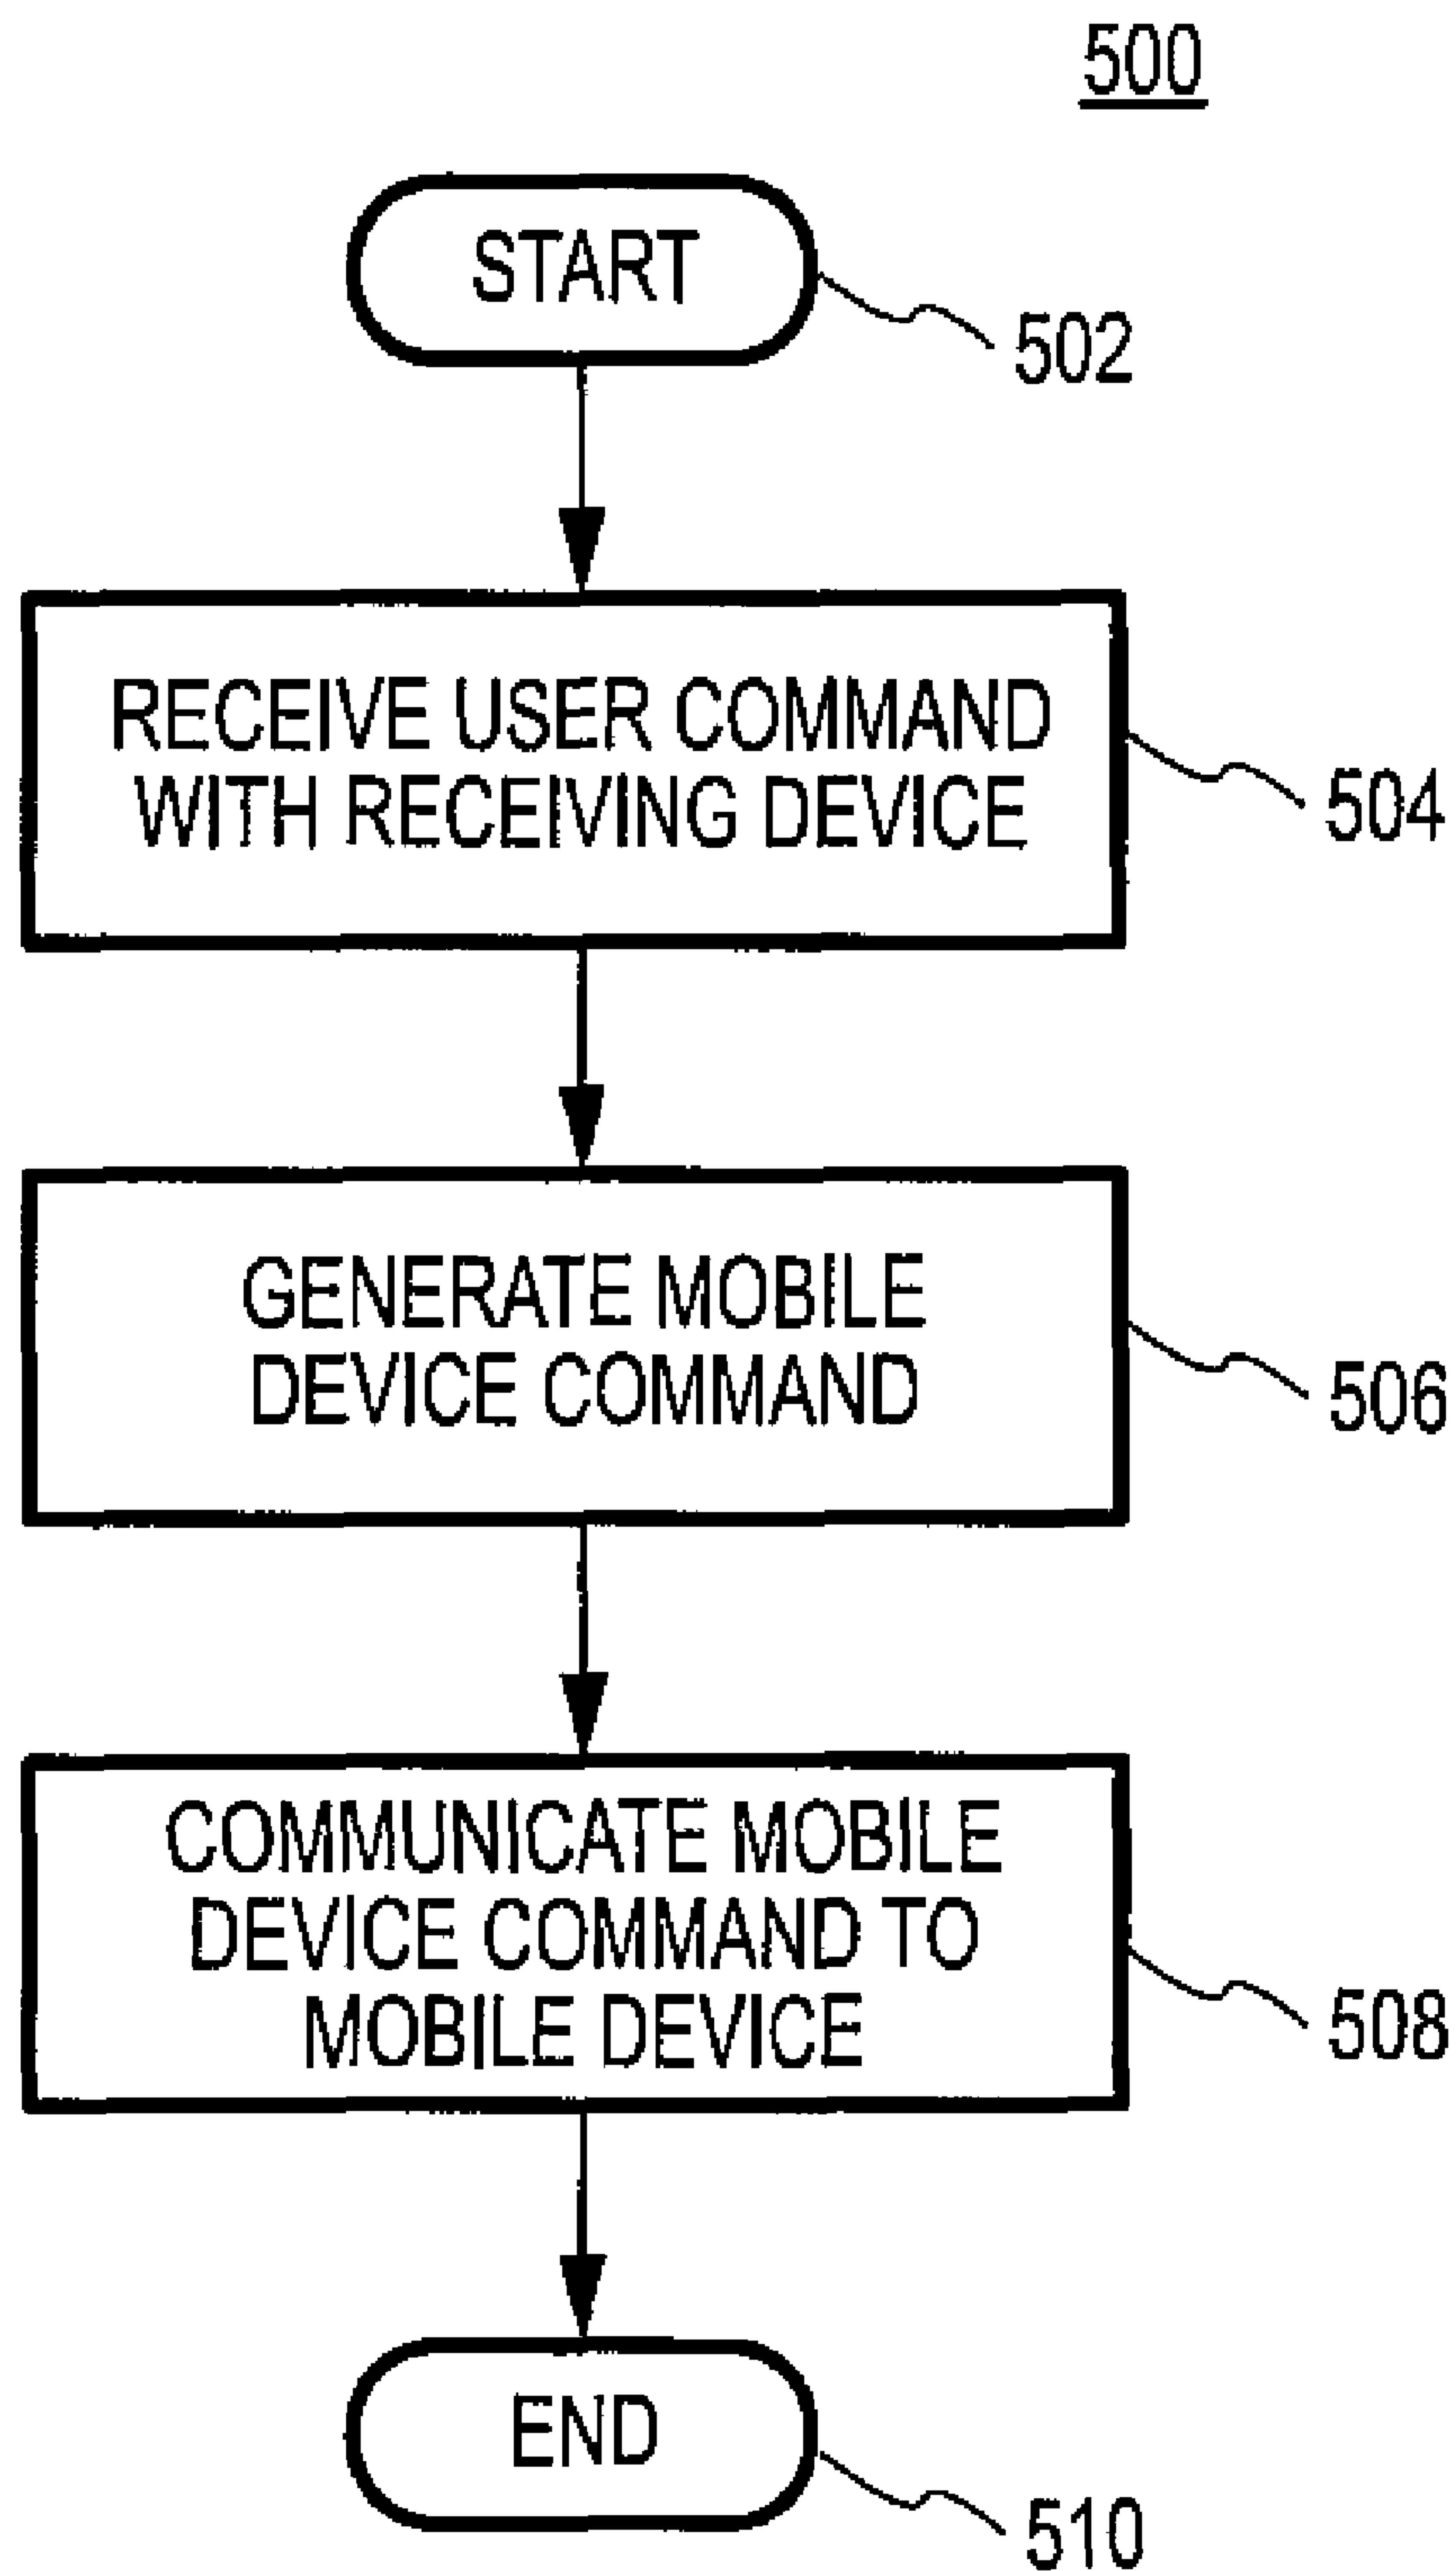 500
START
502
RECEIVE USER COMMAND
WITH RECEIVING DEVICE
504
GENERATE MOBILE
DEVICE COMMAND
506
COMMUNICATE MOBILE
DEVICE COMMAND TO
MOBILE DEVICE
508
END
510